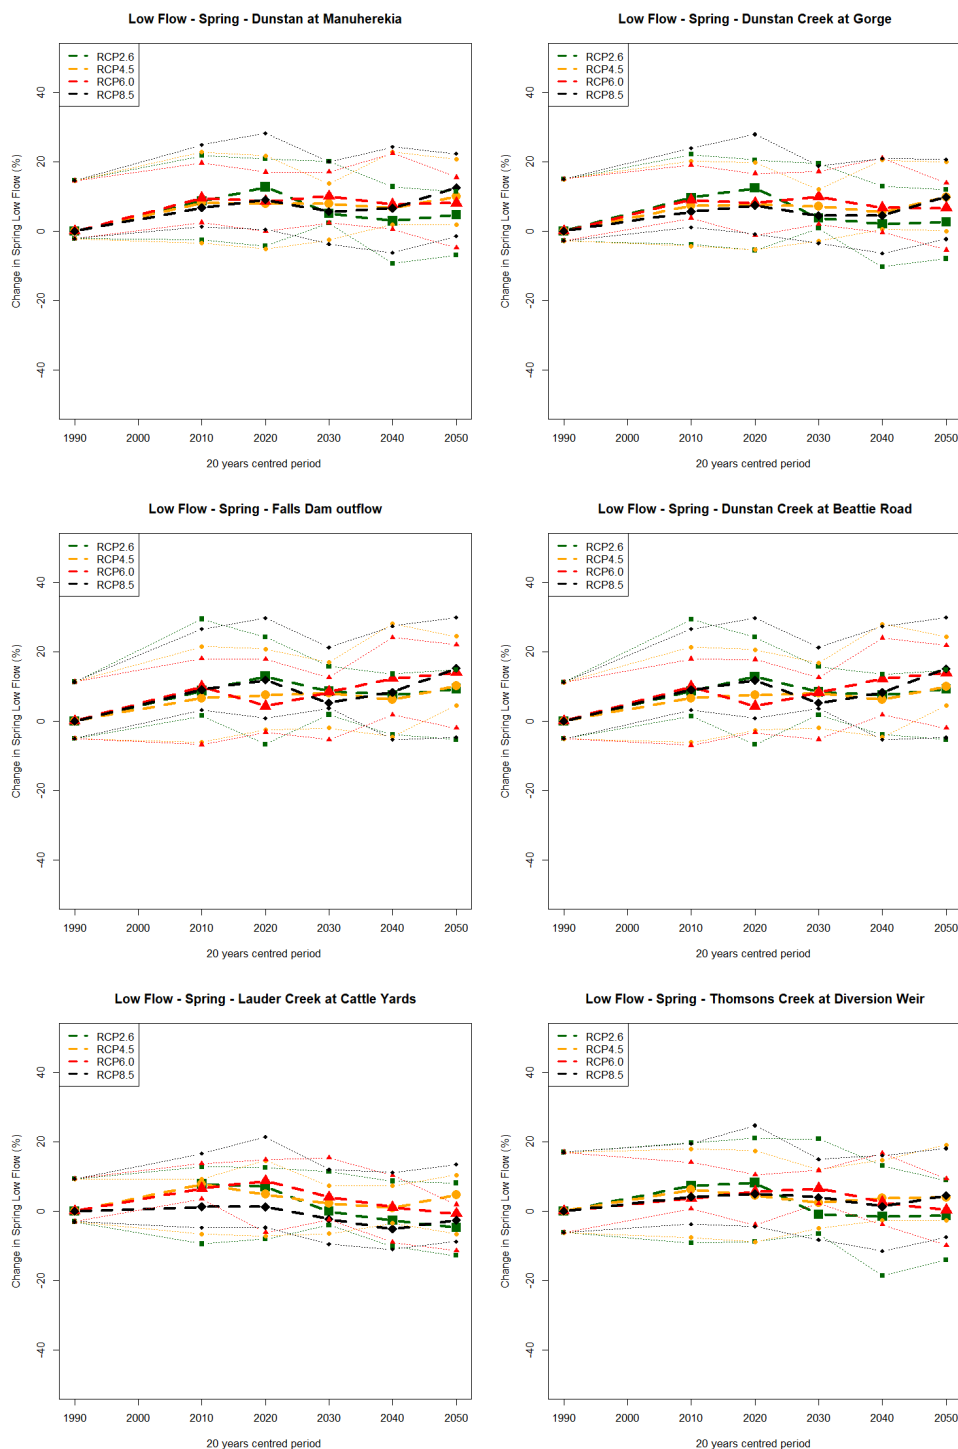 Low Flow - Spring - Dunstan at Manuherekia
RCP2.6
RCP4.5
RCP6.0
RCP8.5
Change in Spring Low Flow (%)
40
20
0
-20
-40
1990 2000 2010 2020 2030 2040 2050
20 years centred period
Low Flow - Spring - Dunstan Creek at Gorge
RCP2.6
RCP4.5
RCP6.0
RCP8.5
Change in Spring Low Flow (%)
40
20
0
-20
-40
1990 2000 2010 2020 2030 2040 2050
20 years centred period
Low Flow - Spring - Falls Dam outflow
RCP2.6
RCP4.5
RCP6.0
RCP8.5
Change in Spring Low Flow (%)
40
20
0
-20
-40
1990 2000 2010 2020 2030 2040 2050
20 years centred period
Low Flow - Spring - Dunstan Creek at Beattie Road
RCP2.6
RCP4.5
RCP6.0
RCP8.5
Change in Spring Low Flow (%)
40
20
0
-20
-40
1990 2000 2010 2020 2030 2040 2050
20 years centred period
Low Flow - Spring - Lauder Creek at Cattle Yards
RCP2.6
RCP4.5
RCP6.0
RCP8.5
Change in Spring Low Flow (%)
40
20
0
-20
-40
1990 2000 2010 2020 2030 2040 2050
20 years centred period
Low Flow - Spring - Thomsons Creek at Diversion Weir
RCP2.6
RCP4.5
RCP6.0
RCP8.5
Change in Spring Low Flow (%)
40
20
0
-20
-40
1990 2000 2010 2020 2030 2040 2050
20 years centred period